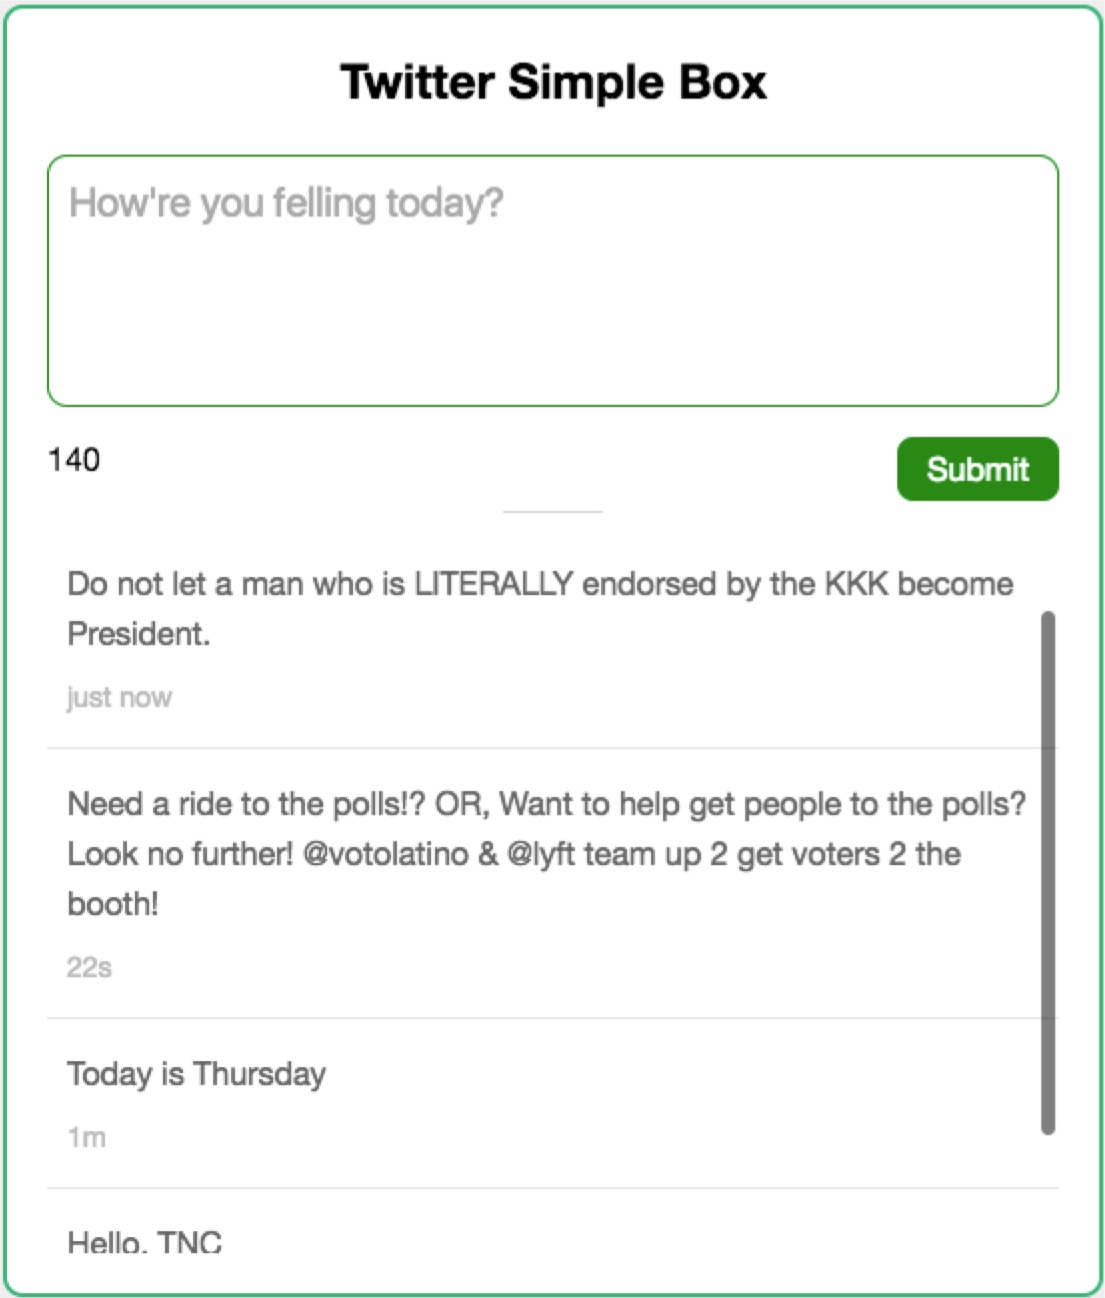 Twitter Simple Box
How're you felling today?
140
Submit
Do not let a man who is LITERALLY endorsed by the KKK become
President.
just now
Need a ride to the polls!? OR, Want to help get people to the polls?
Look no further! @votolatino & @lyft team up 2 get voters 2 the
booth!
22s
Today is Thursday
1m
Hello. TNC